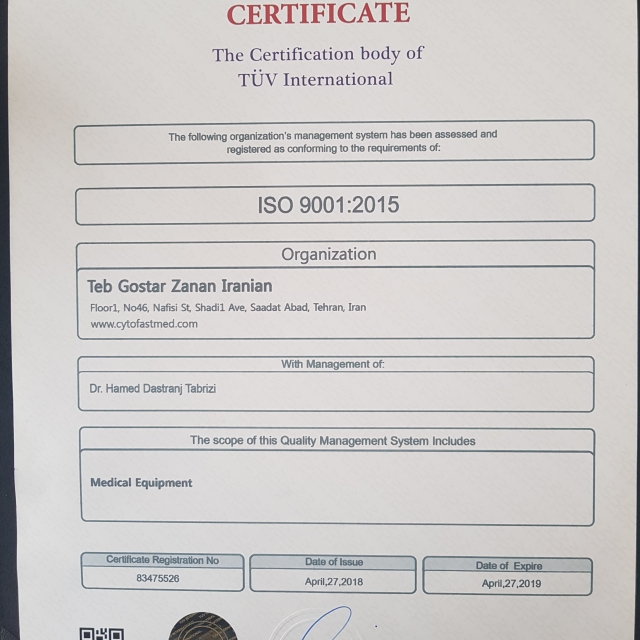 CERTIFICATE
The Certification body of
TÜV International
The following organization's management system has been assessed and
registered as conforming to the requirements of:
ISO 9001:2015
Organization
Teb Gostar Zanan Iranian
Floor1, No46, Nafisi St, Shadi1 Ave, Saadat Abad, Tehran, Iran
www.cytofastmed.com
With Management of:
Dr. Hamed Dastranj Tabrizi
The scope of this Quality Management System Includes
Medical Equipment
Certificate Registration No
83475526
Date of Issue
April,27,2018
Date of Expire
April,27,2019